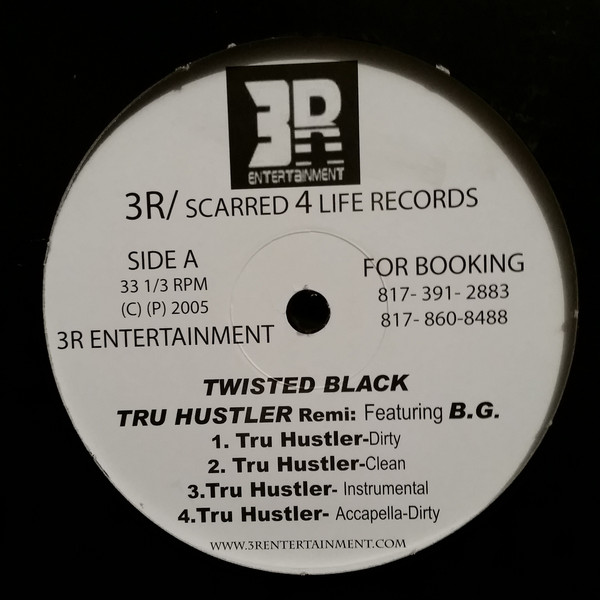 3R
ENTERTAINMENT
3R/ SCARRED 4 LIFE RECORDS
SIDE A
33 1/3 RPM
(C) (P) 2005
3R ENTERTAINMENT
FOR BOOKING
817- 391- 2883
817- 860-8488
TWISTED BLACK
TRU HUSTLER Remi: Featuring B.G.
1. Tru Hustler-Dirty
2. Tru Hustler-Clean
3.Tru Hustler- Instrumental
4.Tru Hustler- Accapella-Dirty
WWW.3RENTERTAINMENT.COM